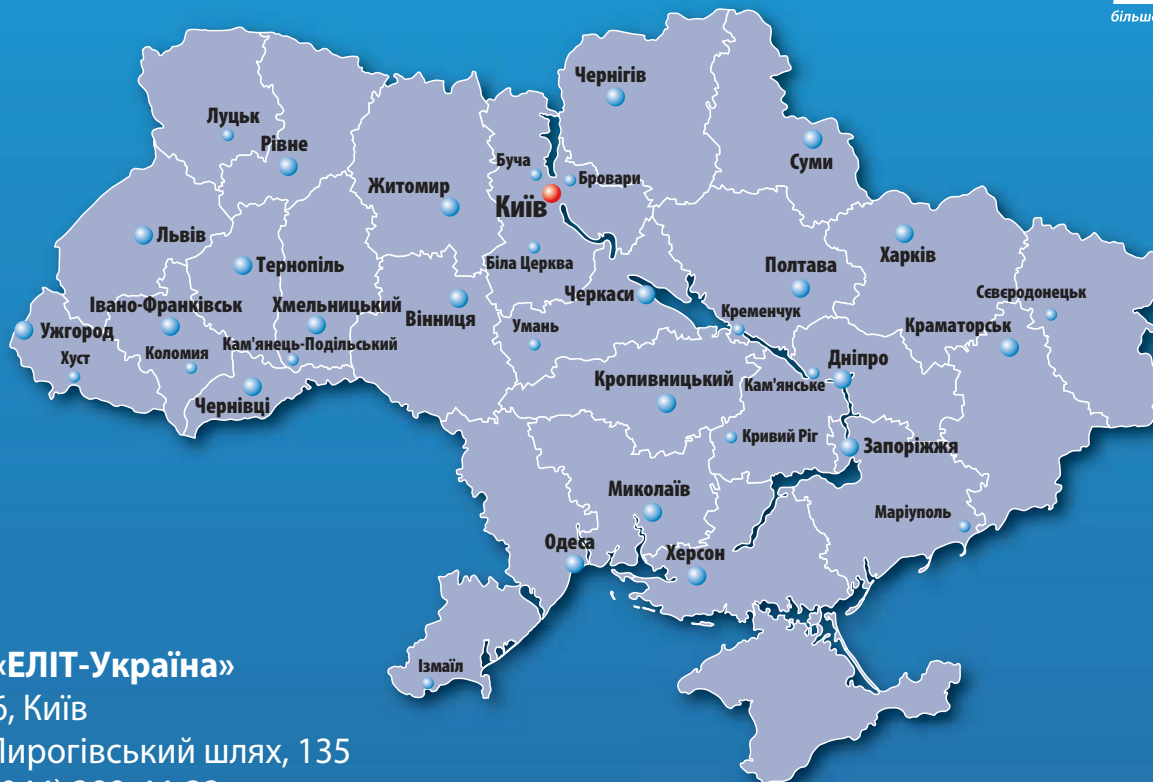 більше
Чернігів
Луцьк
Рівне
Суми
Буча
Бровари
Житомир
Київ
Львів
Харків
Тернопіль
Біла Церква
Полтава
Івано-Франківськ
Хмельницький
Вінниця
Черкаси
Сєвєродонецьк
Ужгород
Умань
Кременчук
Краматорськ
Хуст
Коломия
Кам'янець-Подільський
Дніпро
Чернівці
Кропивницький
Кам'янське
Кривий Ріг
Запоріжжя
Миколаїв
Маріуполь
Одеса
Херсон
Ізмаїл
«ЕЛІТ-Україна»
, Київ
Пирогівський шлях, 135